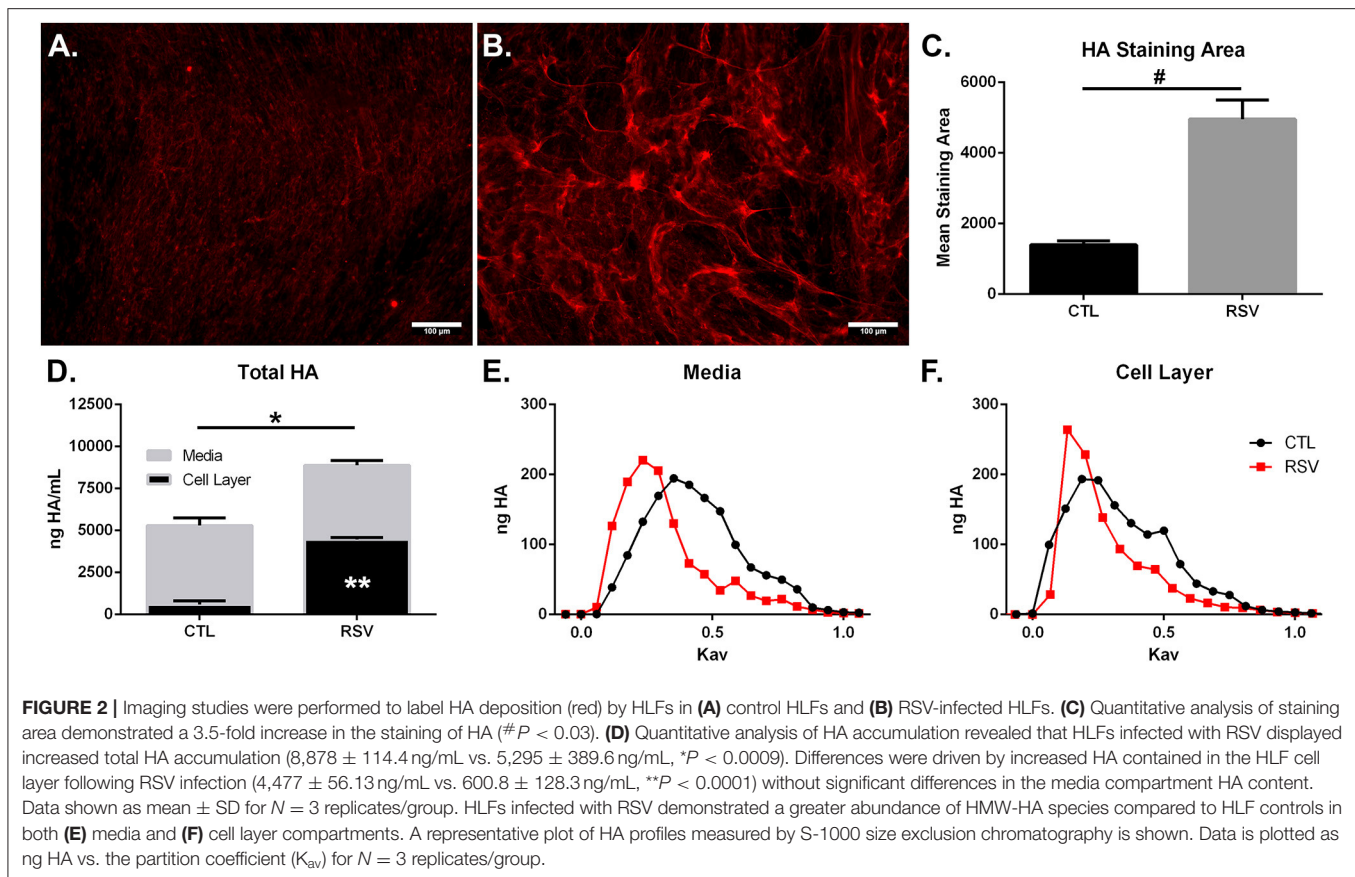 A.
B.
100 µm
100 µm
C.
HA Staining Area
#
Mean Staining Area
6000
4000
2000
0
CTL
RSV
D.
Total HA
*
ng HA/mL
12500
10000
7500
5000
2500
0
Media
Cell Layer
**
CTL
RSV
E.
Media
ng HA
300
200
100
0
0.0
0.5
1.0
Kav
F.
Cell Layer
ng HA
300
200
100
0
CTL
RSV
0.0
0.5
1.0
Kav
FIGURE 2 | Imaging studies were performed to label HA deposition (red) by HLFs in (A) control HLFs and (B) RSV-infected HLFs. (C) Quantitative analysis of staining
area demonstrated a 3.5-fold increase in the staining of HA (#P < 0.03). (D) Quantitative analysis of HA accumulation revealed that HLFs infected with RSV displayed
increased total HA accumulation (8,878 ± 114.4 ng/mL vs. 5,295 ± 389.6 ng/mL, *P < 0.0009). Differences were driven by increased HA contained in the HLF cell
layer following RSV infection (4,477 ± 56.13 ng/mL vs. 600.8 ± 128.3 ng/mL, **P < 0.0001) without significant differences in the media compartment HA content.
Data shown as mean ± SD for N = 3 replicates/group. HLFs infected with RSV demonstrated a greater abundance of HMW-HA species compared to HLF controls in
both (E) media and (F) cell layer compartments. A representative plot of HA profiles measured by S-1000 size exclusion chromatography is shown. Data is plotted as
ng HA vs. the partition coefficient (Kav) for N = 3 replicates/group.